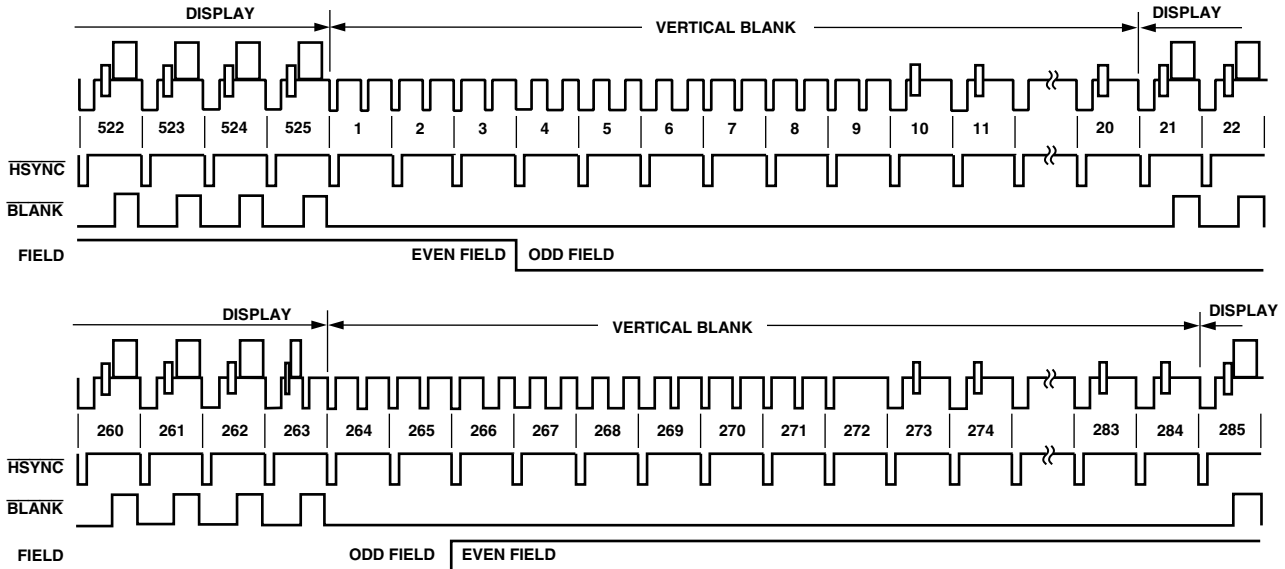 DISPLAY VERTICAL BLANK DISPLAY
522 523 524 525 1 2 3 4 5 6 7 8 9 10 11 20 21 22
HSYNC
BLANK
FIELD EVEN FIELD ODD FIELD
DISPLAY VERTICAL BLANK DISPLAY
260 261 262 263 264 265 266 267 268 269 270 271 272 273 274 283 284 285
HSYNC
BLANK
FIELD ODD FIELD EVEN FIELD